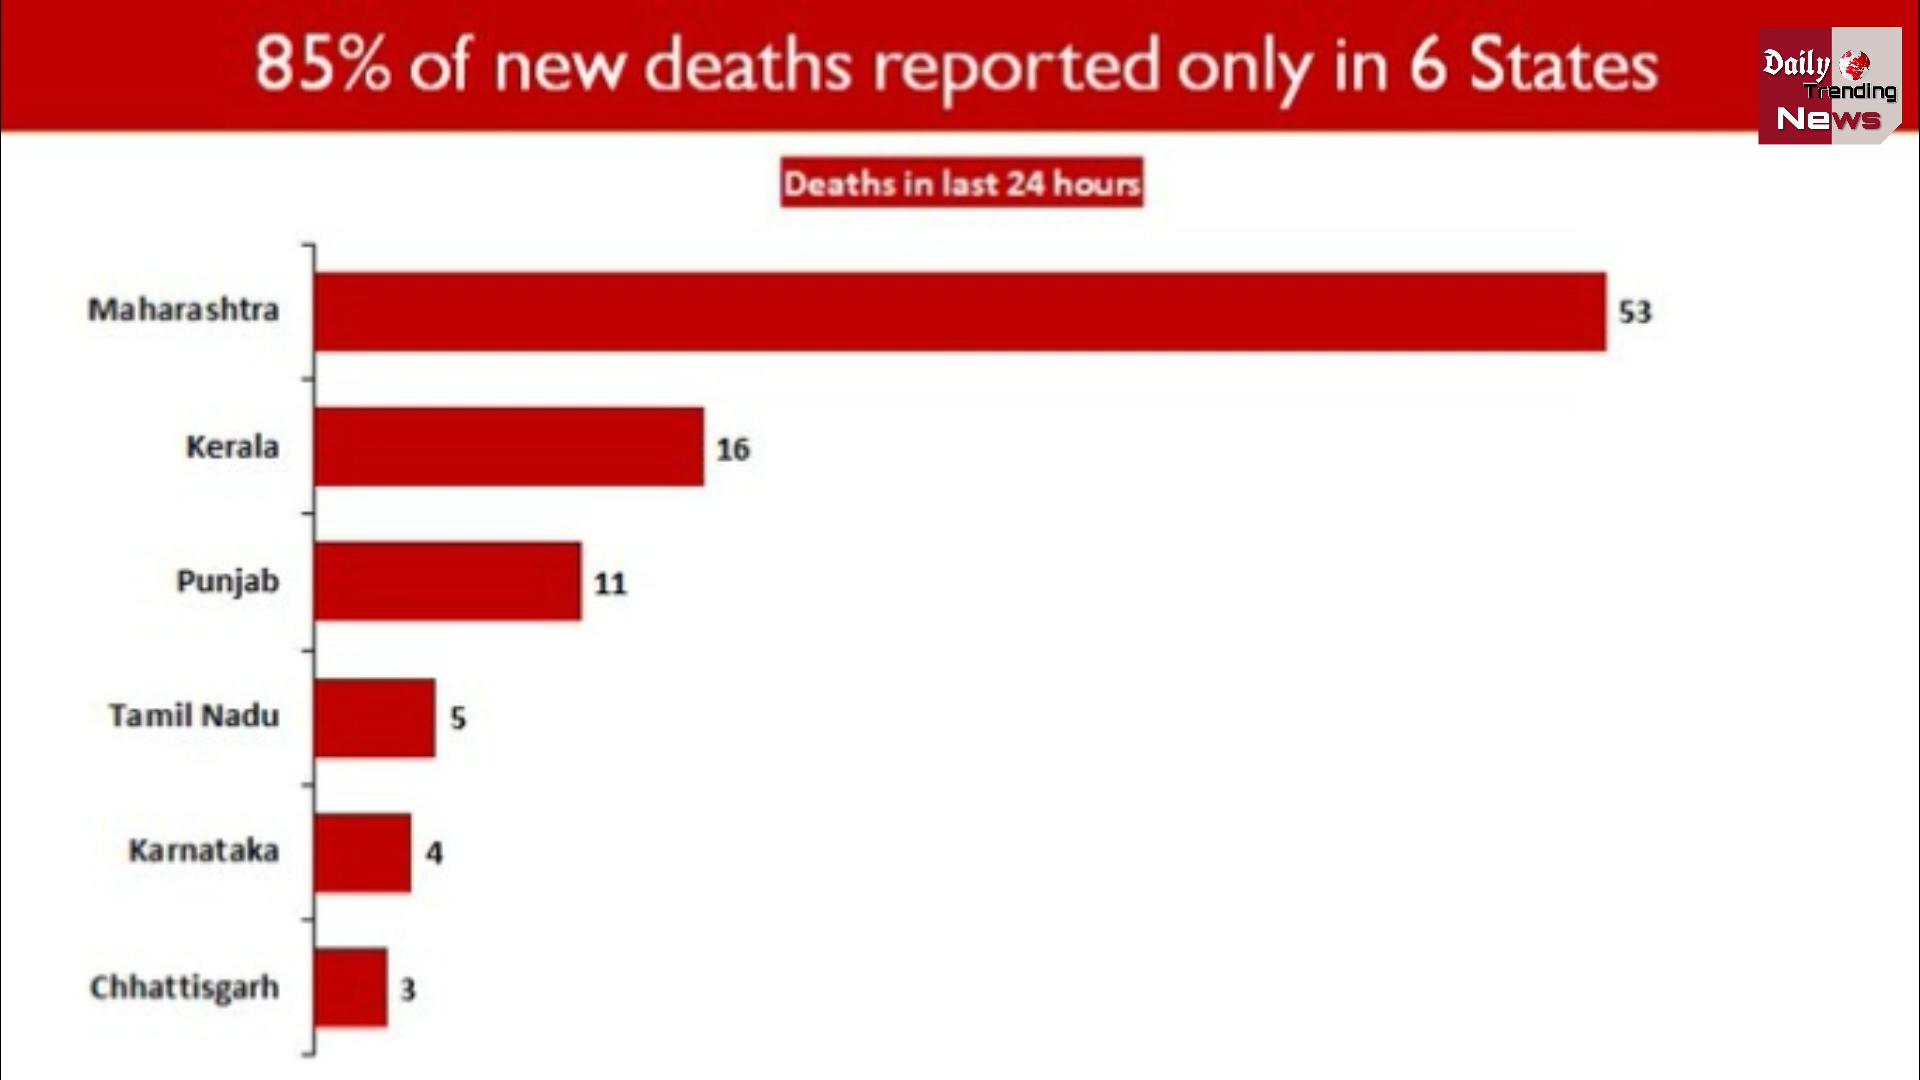 85% of new deaths reported only in 6 States
Daily
Trending
News
Deaths in last 24 hours
Maharashtra 53
Kerala 16
Punjab 11
Tamil Nadu 5
Karnataka 4
Chhattisgarh 3